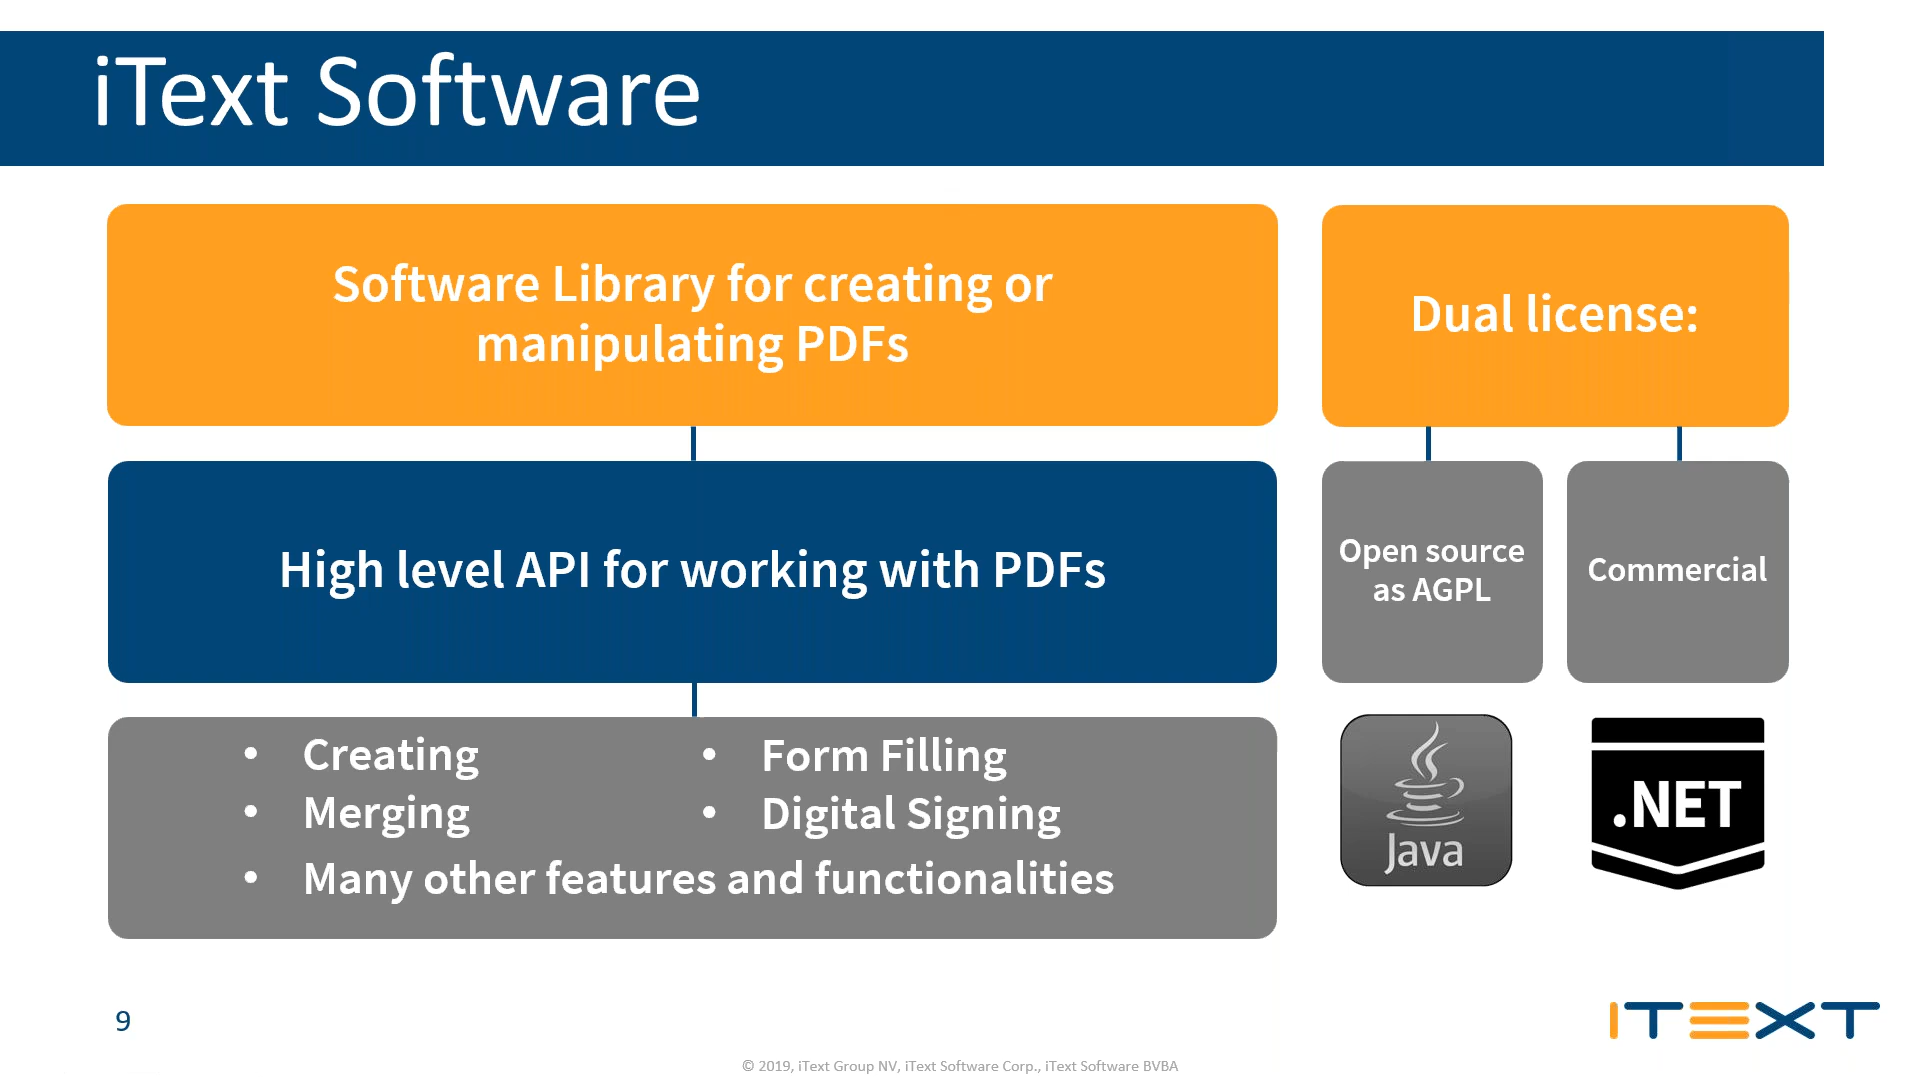 iText Software
Software Library for creating or
manipulating PDFs
Dual license:
High level API for working with PDFs
Open source
as AGPL
Commercial
• Creating
• Merging
• Form Filling
• Digital Signing
• Many other features and functionalities
Java
.NET
9
ITEXT
© 2019, iText Group NV, iText Software Corp., iText Software BVBA